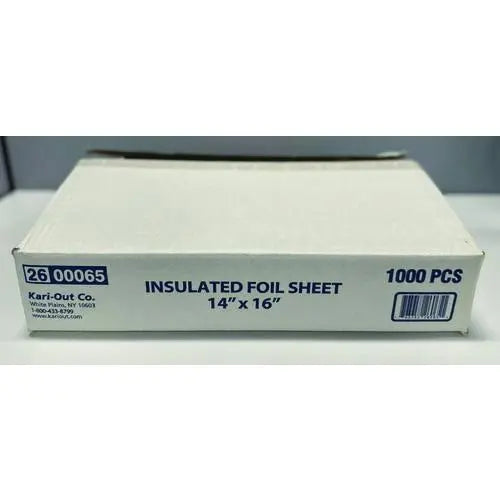 26 00065
Kari-Out Co.
White Plains, NY 10603
1-800-433-8799
www.kariout.com
INSULATED FOIL SHEET
14” x 16”
1000 PCS